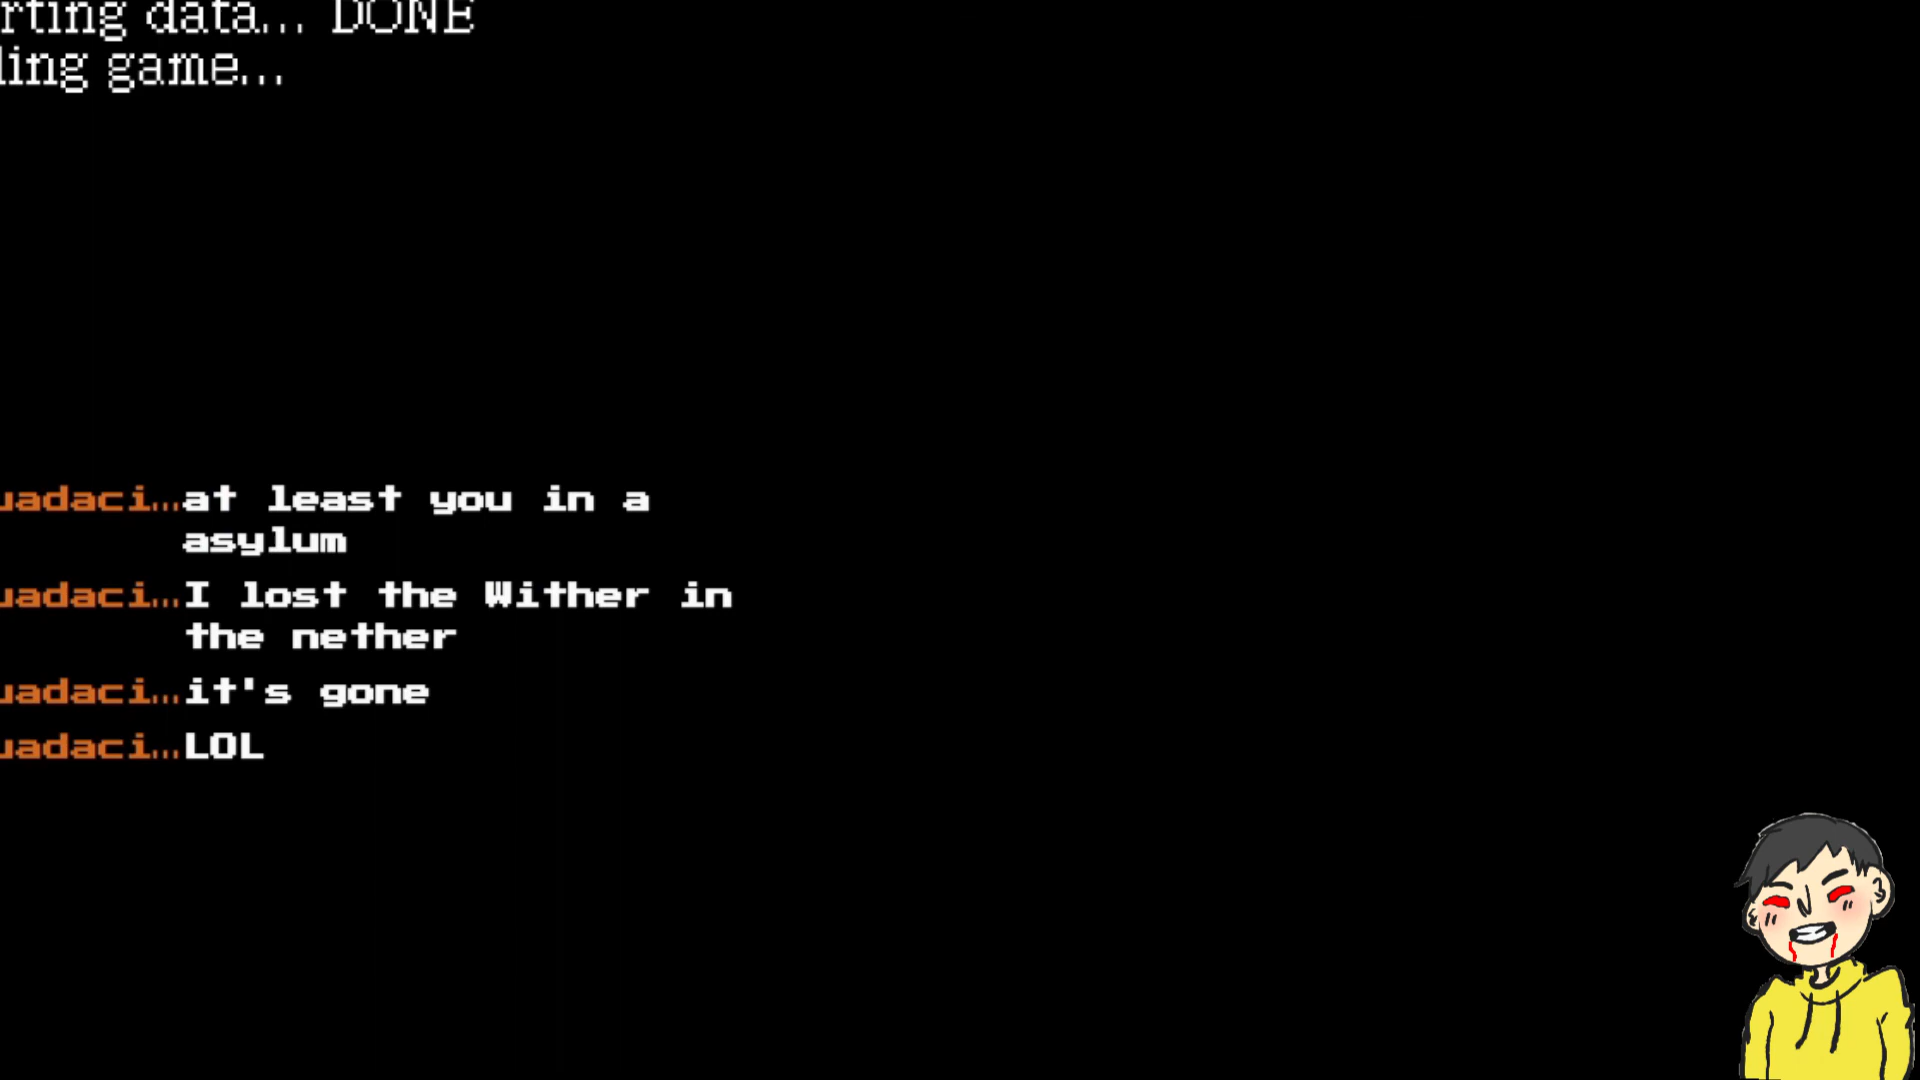 rting data... DONE
ling game...
uadaci...at least you in a
asylum
uadaci...I lost the Wither in
the nether
uadaci...it's gone
uadaci...LOL